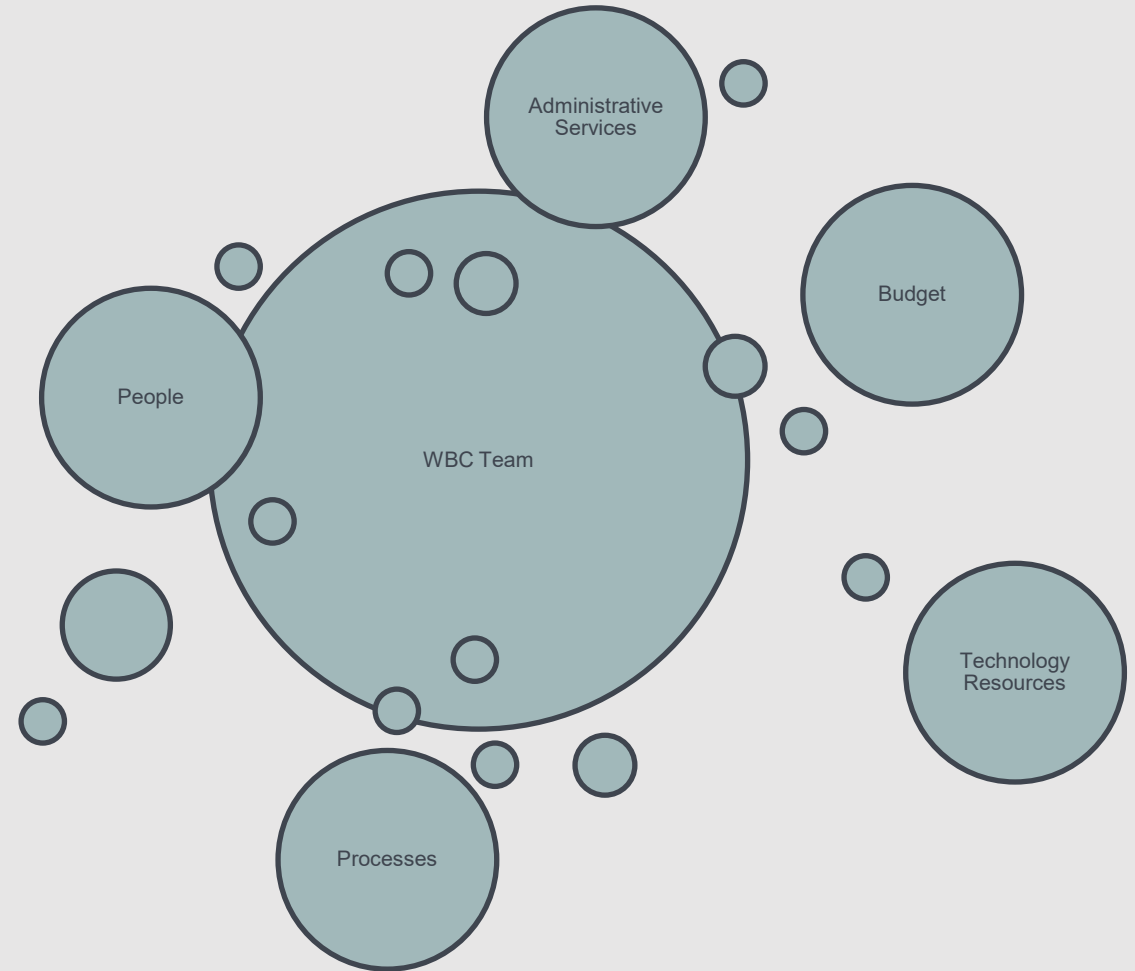 Administrative
Services
Budget
People
WBC Team
Technology
Resources
Processes